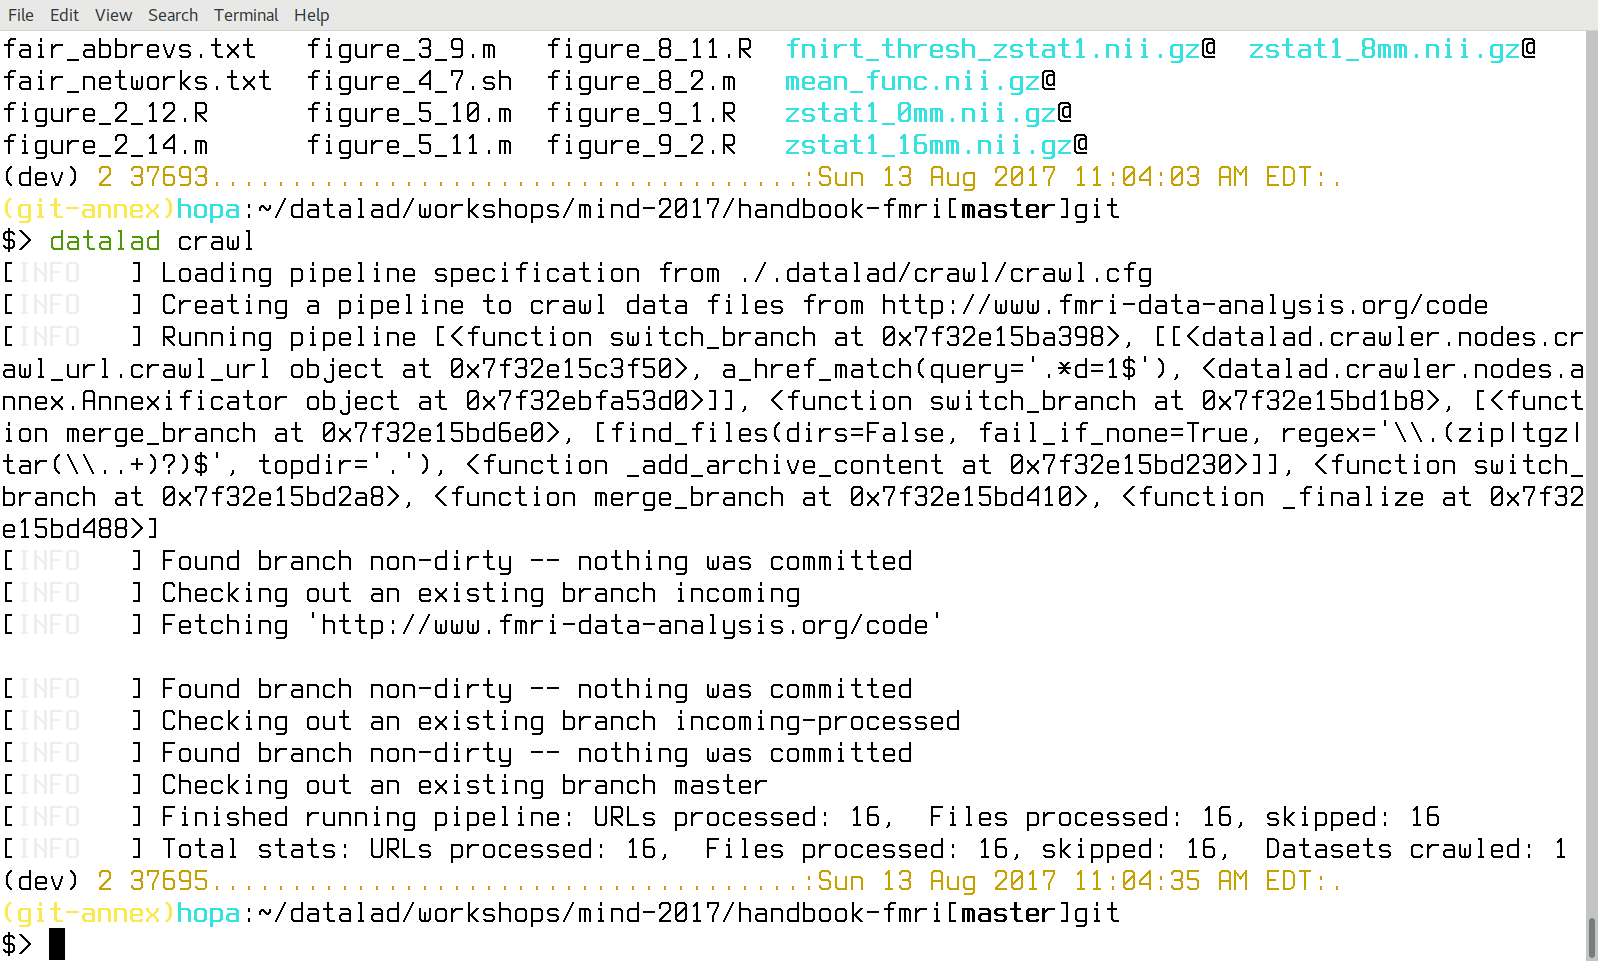 File Edit View Search Terminal Help
fair_abbrevs.txt   figure_3_9.m   figure_8_11.R  fnirt_thresh_zstat1.nii.gz@  zstat1_8mm.nii.gz@
fair_networks.txt  figure_4_7.sh  figure_8_2.m   mean_func.nii.gz@
figure_2_12.R      figure_5_10.m  figure_9_1.R   zstat1_0mm.nii.gz@
figure_2_14.m      figure_5_11.m  figure_9_2.R   zstat1_16mm.nii.gz@
(dev) 2 37693.....................................:Sun 13 Aug 2017 11:04:03 AM EDT:.
(git-annex)hopa:~/datalad/workshops/mind-2017/handbook-fmri[master]git
$> datalad crawl
[INFO   ] Loading pipeline specification from ./.datalad/crawl/crawl.cfg
[INFO   ] Creating a pipeline to crawl data files from http://www.fmri-data-analysis.org/code
[INFO   ] Running pipeline [<function switch_branch at 0x7f32e15ba398>, [[<datalad.crawler.nodes.cr
awl_url.crawl_url object at 0x7f32e15c3f50>, a_href_match(query='.*d=1$'), <datalad.crawler.nodes.a
nnex.Annexificator object at 0x7f32ebfa53d0>]], <function switch_branch at 0x7f32e15bd1b8>, [<funct
ion merge_branch at 0x7f32e15bd6e0>, [find_files(dirs=False, fail_if_none=True, regex='\\.(zip|tgz|
tar(\\..+)?)$', topdir='.'), <function _add_archive_content at 0x7f32e15bd230>]], <function switch_
branch at 0x7f32e15bd2a8>, <function merge_branch at 0x7f32e15bd410>, <function _finalize at 0x7f32
e15bd488>]
[INFO   ] Found branch non-dirty -- nothing was committed
[INFO   ] Checking out an existing branch incoming
[INFO   ] Fetching 'http://www.fmri-data-analysis.org/code'
[INFO   ] Found branch non-dirty -- nothing was committed
[INFO   ] Checking out an existing branch incoming-processed
[INFO   ] Found branch non-dirty -- nothing was committed
[INFO   ] Checking out an existing branch master
[INFO   ] Finished running pipeline: URLs processed: 16,  Files processed: 16, skipped: 16
[INFO   ] Total stats: URLs processed: 16,  Files processed: 16, skipped: 16,  Datasets crawled: 1
(dev) 2 37695.....................................:Sun 13 Aug 2017 11:04:35 AM EDT:.
(git-annex)hopa:~/datalad/workshops/mind-2017/handbook-fmri[master]git
$>